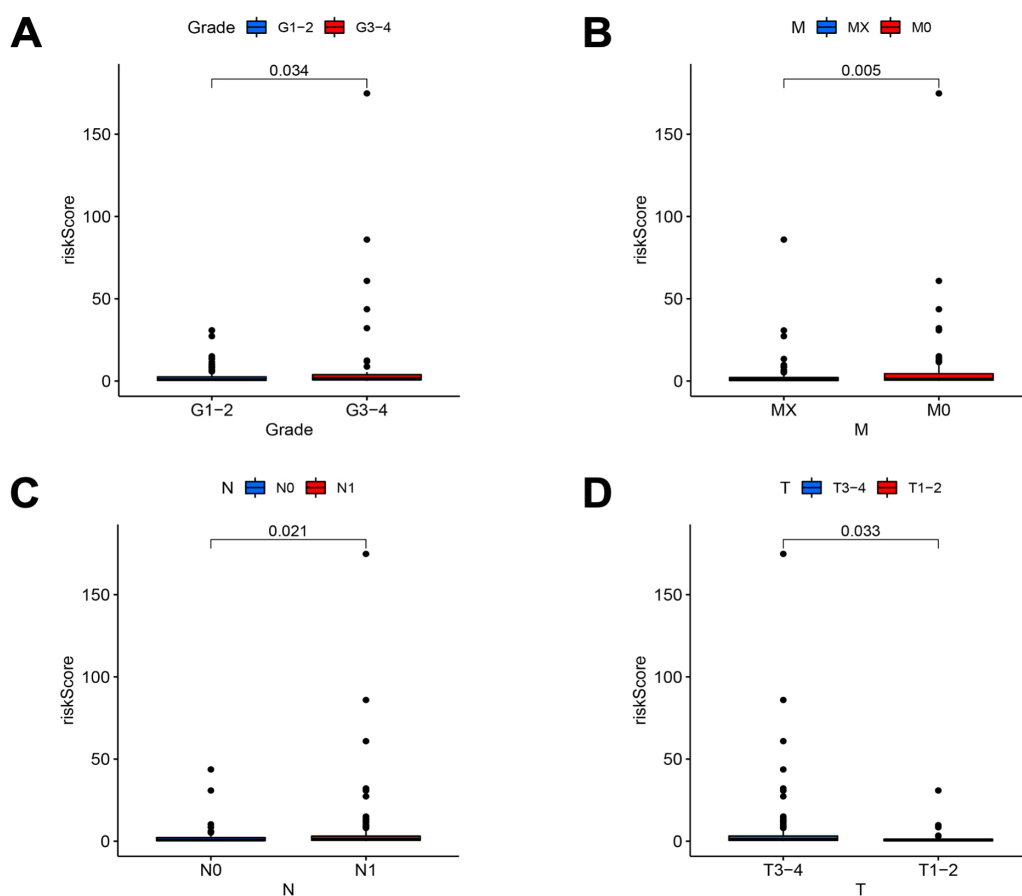 A
Grade G1−2 G3−4
0.034
150
100
50
0
riskScore
G1−2 G3−4
Grade
B
M MX M0
0.005
150
100
50
0
riskScore
MX M0
M
C
N N0 N1
0.021
150
100
50
0
riskScore
N0 N1
N
D
T T3−4 T1−2
0.033
150
100
50
0
riskScore
T3−4 T1−2
T